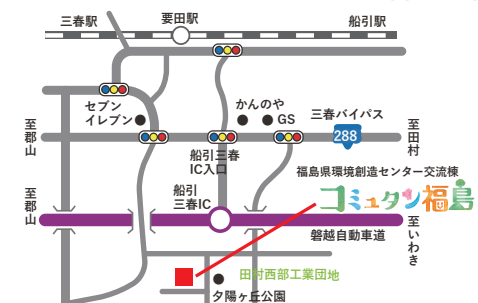 三春駅
要田駅
船引駅
セブン
イレブン
かんのや
GS
三春バイパス
288
至郡山
至田村
船引三春
IC入口
福島県環境創造センター交流棟
コミュタン福島
船引
三春IC
至郡山
磐越自動車道
至いわき
田村西部工業団地
夕陽ヶ丘公園